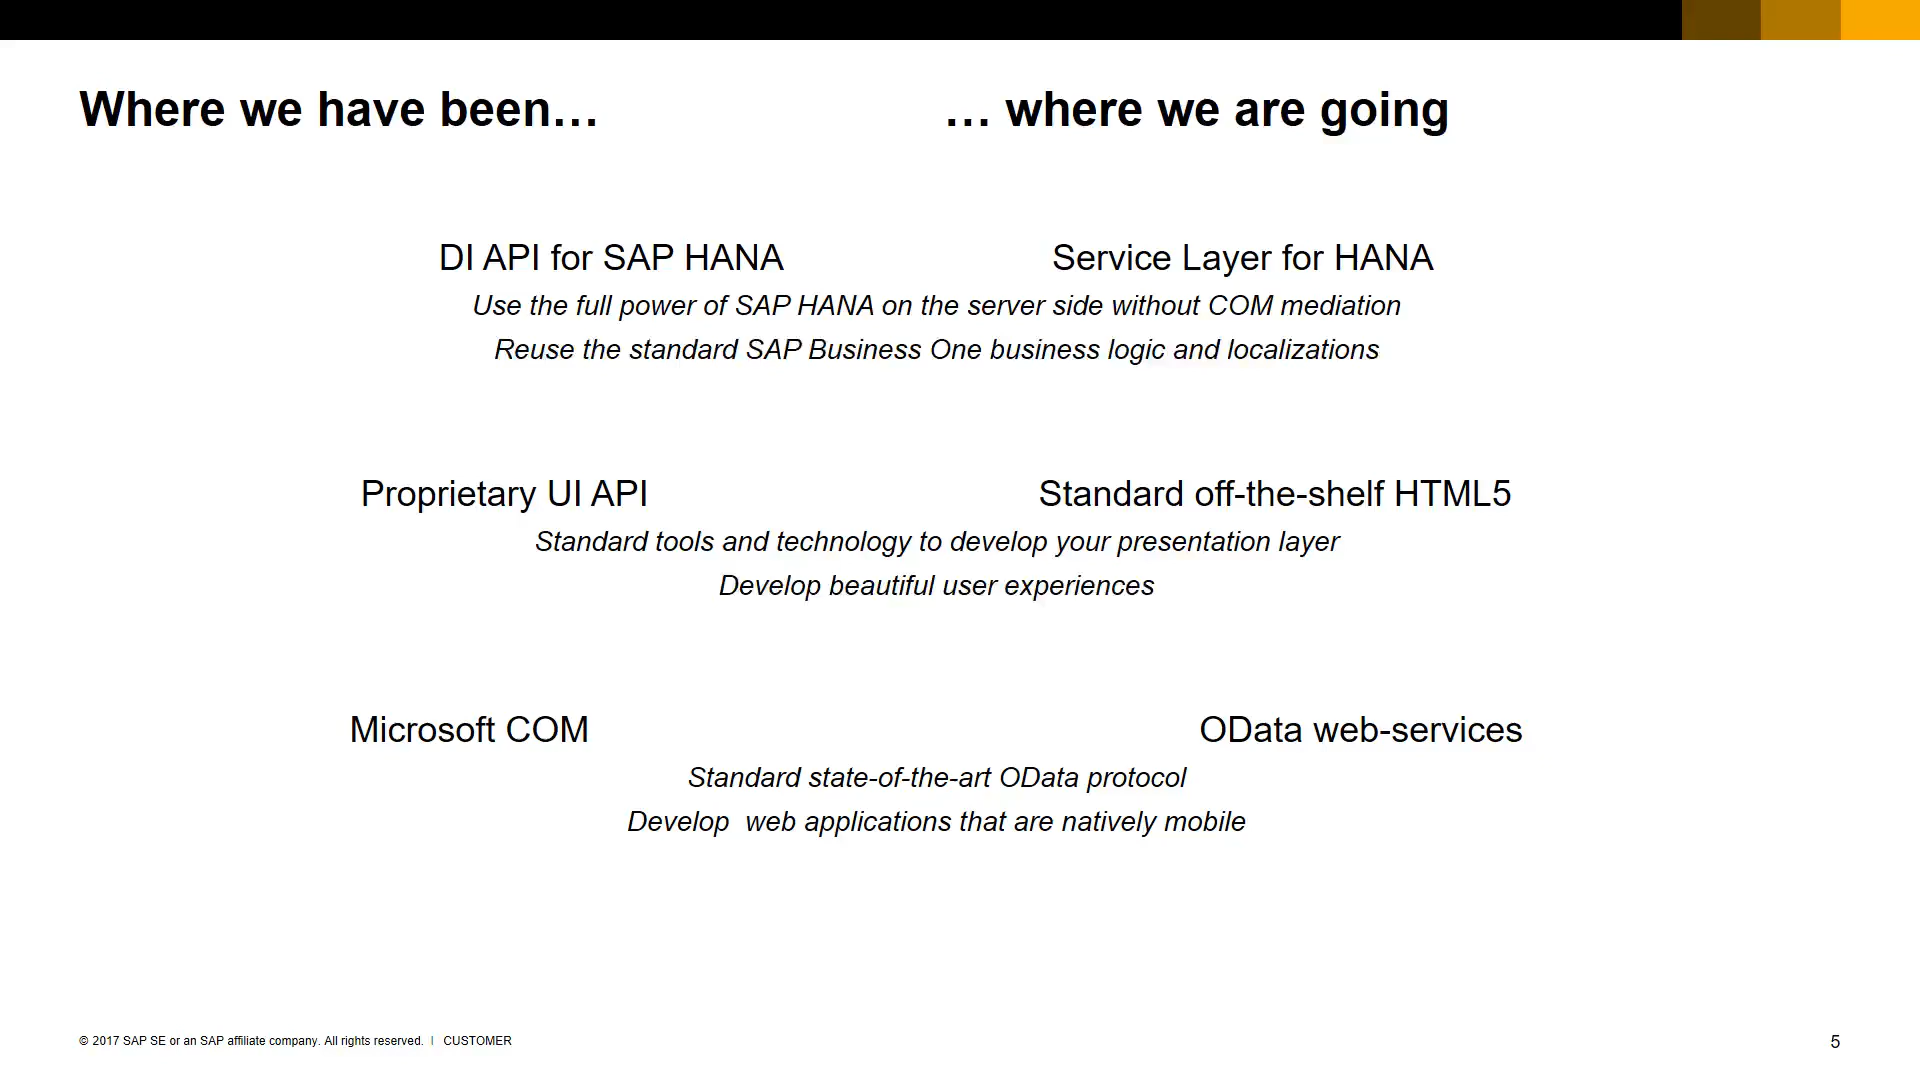 Where we have been… … where we are going
DI API for SAP HANA Service Layer for HANA
Use the full power of SAP HANA on the server side without COM mediation
Reuse the standard SAP Business One business logic and localizations
Proprietary UI API Standard off-the-shelf HTML5
Standard tools and technology to develop your presentation layer
Develop beautiful user experiences
Microsoft COM OData web-services
Standard state-of-the-art OData protocol
Develop  web applications that are natively mobile
© 2017 SAP SE or an SAP affiliate company. All rights reserved. | CUSTOMER 5